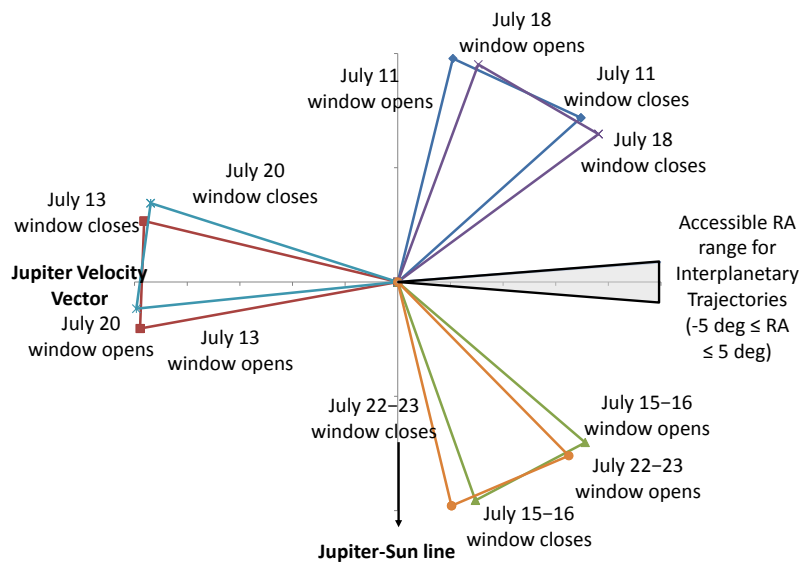 July 18
window opens
July 11
window opens
July 11
window closes
July 18
window closes
July 20
window closes
July 13
window closes
Jupiter Velocity
Vector
July 20
window opens
July 13
window opens
Accessible RA
range for
Interplanetary
Trajectories
(-5 deg ≤ RA
≤ 5 deg)
July 22−23
window closes
July 15−16
window opens
July 22−23
window opens
July 15−16
window closes
Jupiter-Sun line